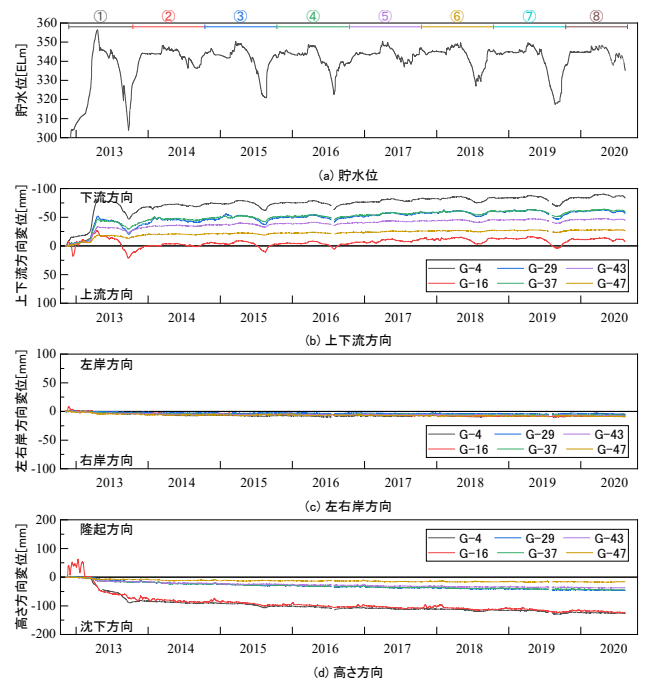 ① ② ③ ④ ⑤ ⑥ ⑦ ⑧
貯水位[ELm]
360
350
340
330
320
310
300
2013 2014 2015 2016 2017 2018 2019 2020
(a) 貯水位
上下流方向変位[mm]
-100
-50
0
50
100
下流方向
上流方向
G-4 G-29 G-43
G-16 G-37 G-47
2013 2014 2015 2016 2017 2018 2019 2020
(b) 上下流方向
左右岸方向変位[mm]
100
50
0
-50
-100
左岸方向
右岸方向
G-4 G-29 G-43
G-16 G-37 G-47
2013 2014 2015 2016 2017 2018 2019 2020
(c) 左右岸方向
高さ方向変位[mm]
200
100
0
-100
-200
隆起方向
沈下方向
G-4 G-29 G-43
G-16 G-37 G-47
2013 2014 2015 2016 2017 2018 2019 2020
(d) 高さ方向